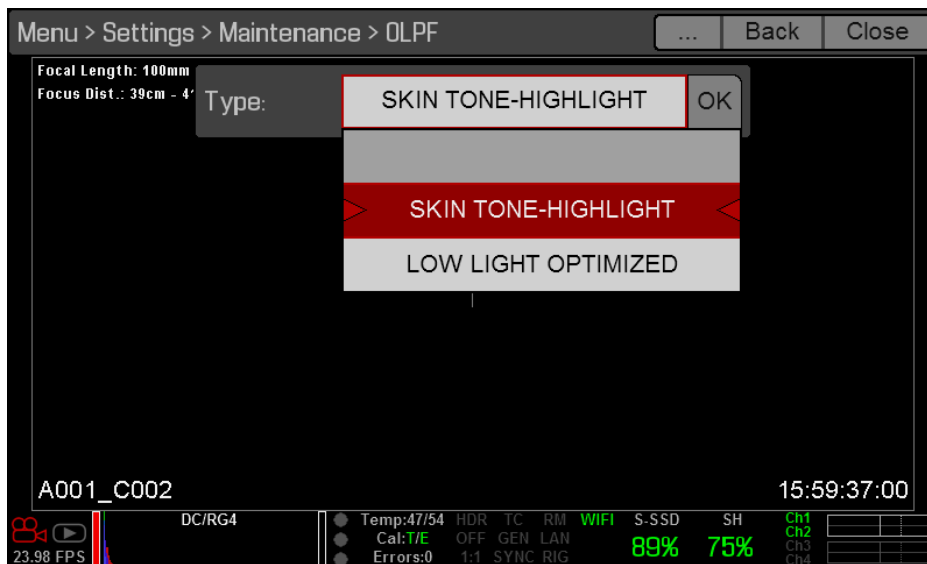 Menu > Settings > Maintenance > OLPF ... Back Close
Focal Length: 100mm
Focus Dist.: 39cm - 4'
Type: SKIN TONE-HIGHLIGHT OK
SKIN TONE-HIGHLIGHT
LOW LIGHT OPTIMIZED
A001_C002 15:59:37:00
DC/RG4 Temp:47/54 HDR TC RM WIFI S-SSD SH Ch1
Cal:T/E OFF GEN LAN 89% 75% Ch2
23.98 FPS Errors:0 1:1 SYNC RIG Ch3
Ch4